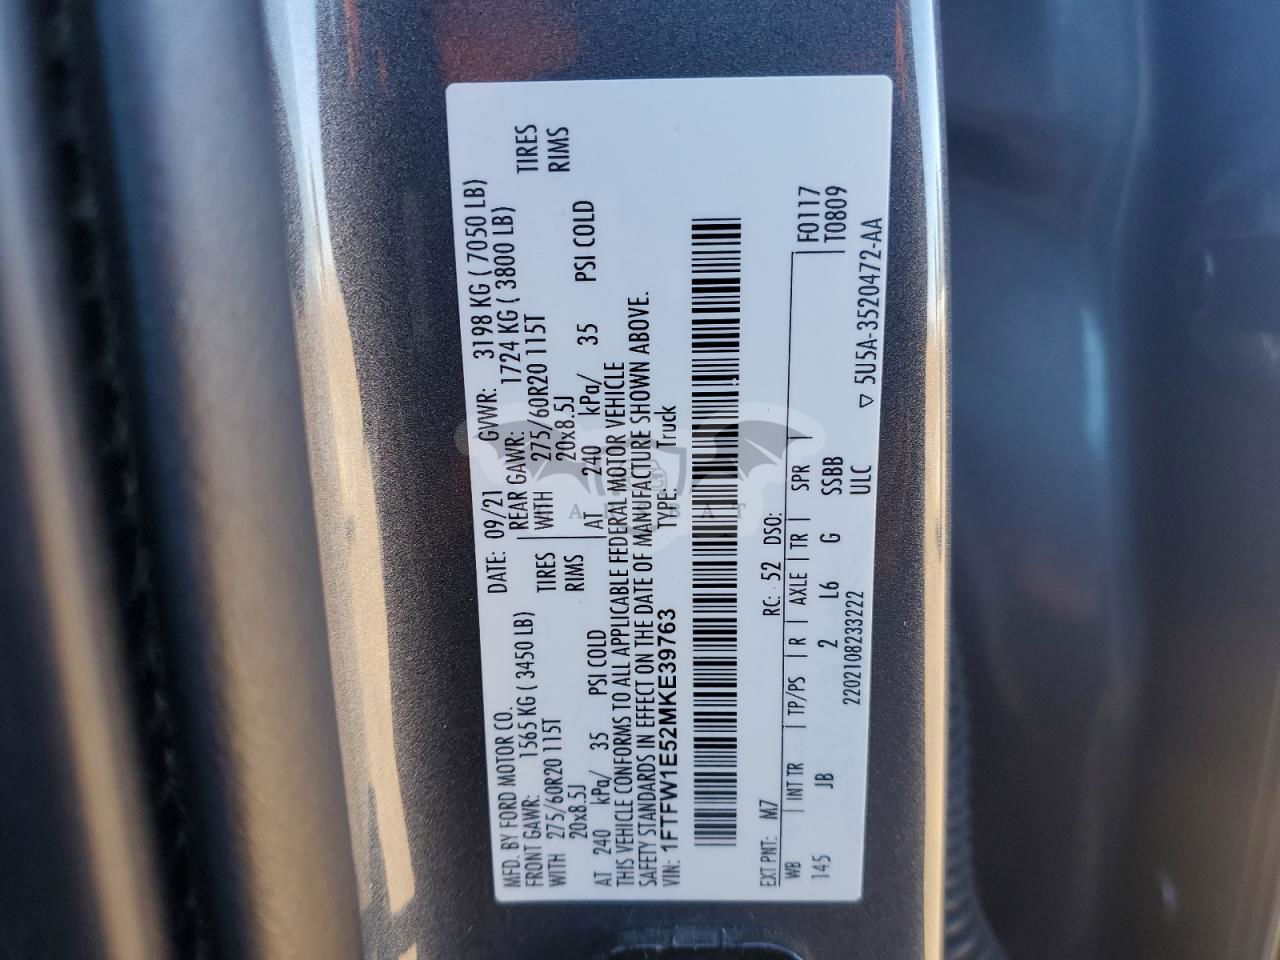 MFD. BY FORD MOTOR CO. DATE: 09/21 GVWR: 3198 KG ( 7050 LB)
FRONT GAWR: 1565 KG ( 3450 LB) REAR GAWR: 1724 KG ( 3800 LB)
WITH 275/60R20 115T TIRES WITH 275/60R20 115T TIRES
20x8.5J RIMS 20x8.5J RIMS
AT 240 kPa/ 35 PSI COLD AT 240 kPa/ 35 PSI COLD
THIS VEHICLE CONFORMS TO ALL APPLICABLE FEDERAL MOTOR VEHICLE
SAFETY STANDARDS IN EFFECT ON THE DATE OF MANUFACTURE SHOWN ABOVE.
VIN: 1FTFW1E52MKE39763 TYPE: Truck
EXT PNT: M7 RC: 52 DSO: F0117
WB INT TR TP/PS R AXLE TR SPR T0809
145 JB 2 L6 G SSBB
2202108233222 ULC ▽ 5U5A-3520472-AA